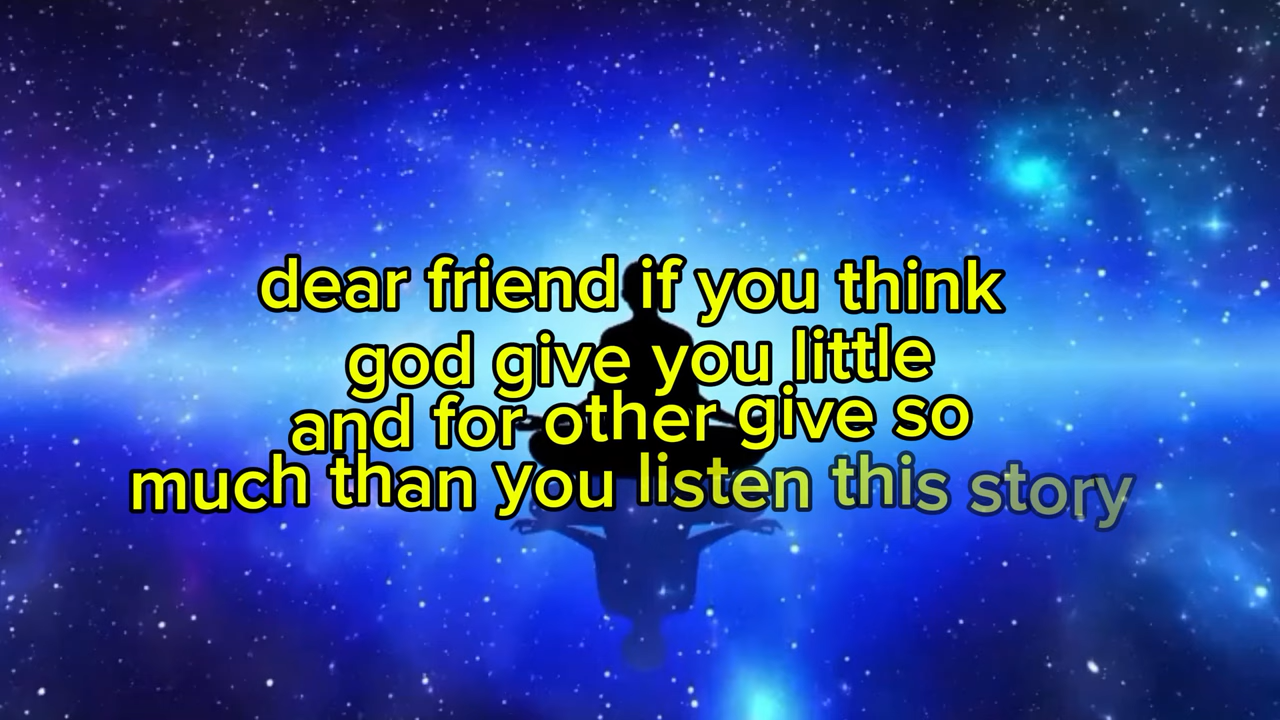 dear friend if you think
god give you little
and for other give so
much than you listen this story